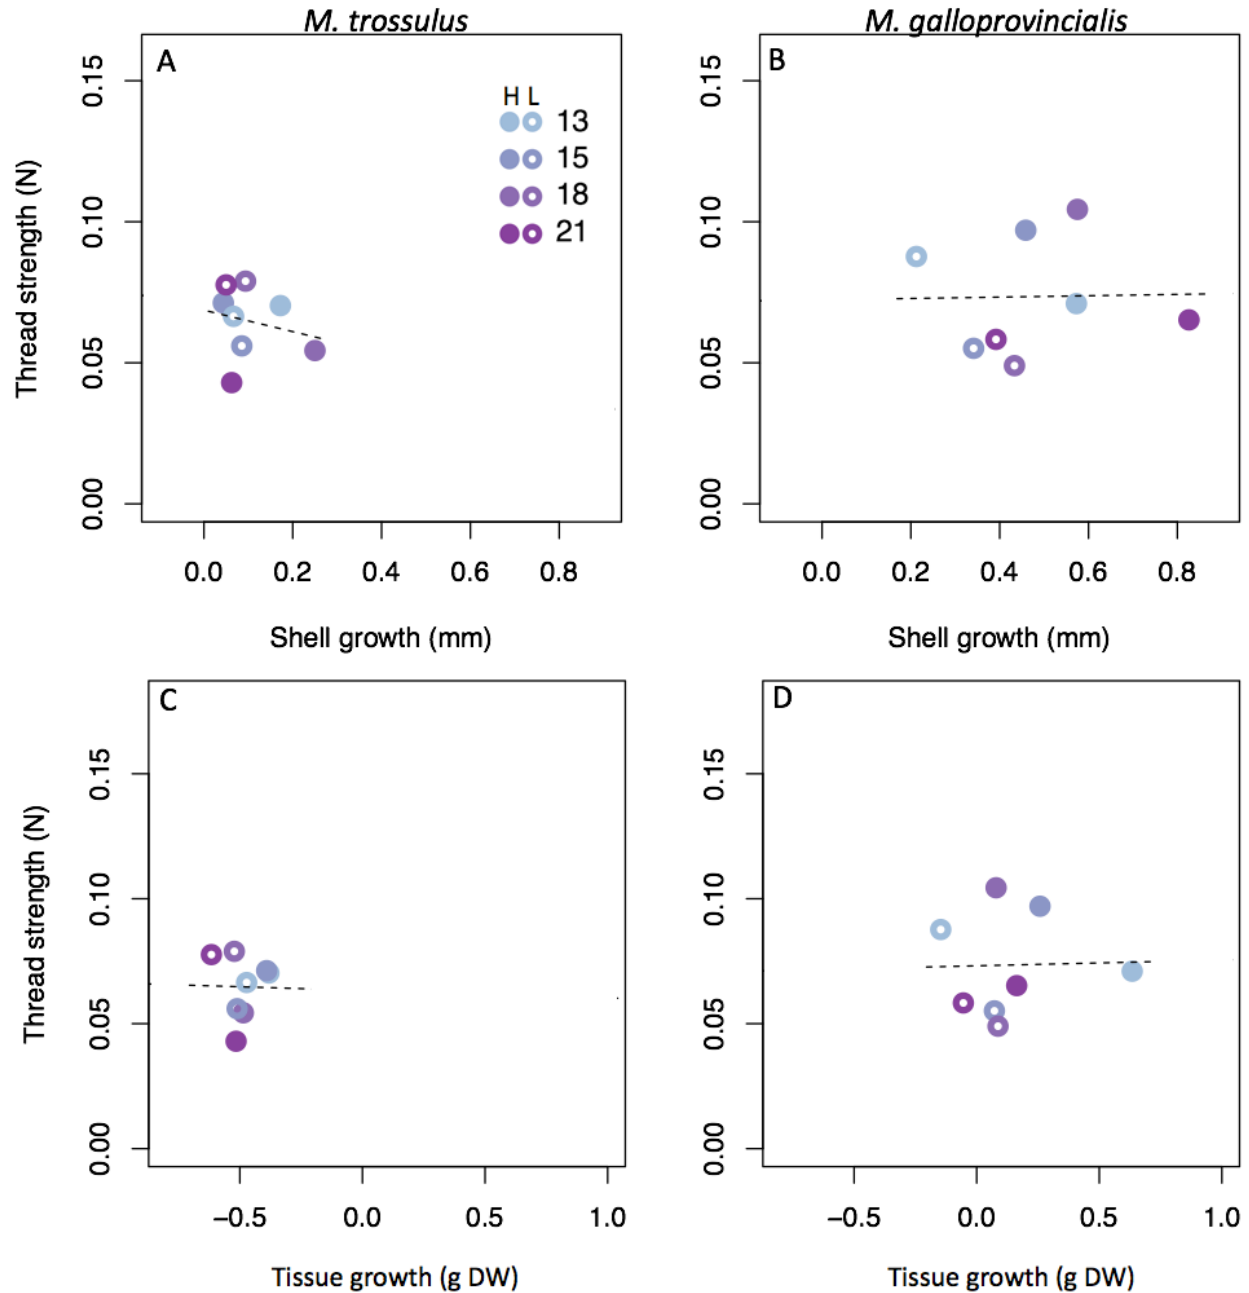 M. trossulus
M. galloprovincialis
A
H L
13
15
18
21
Thread strength (N)
0.15
0.10
0.05
0.00
0.0 0.2 0.4 0.6 0.8
Shell growth (mm)
B
0.15
0.10
0.05
0.00
0.0 0.2 0.4 0.6 0.8
Shell growth (mm)
C
Thread strength (N)
0.15
0.10
0.05
0.00
−0.5 0.0 0.5 1.0
Tissue growth (g DW)
D
0.15
0.10
0.05
0.00
−0.5 0.0 0.5 1.0
Tissue growth (g DW)